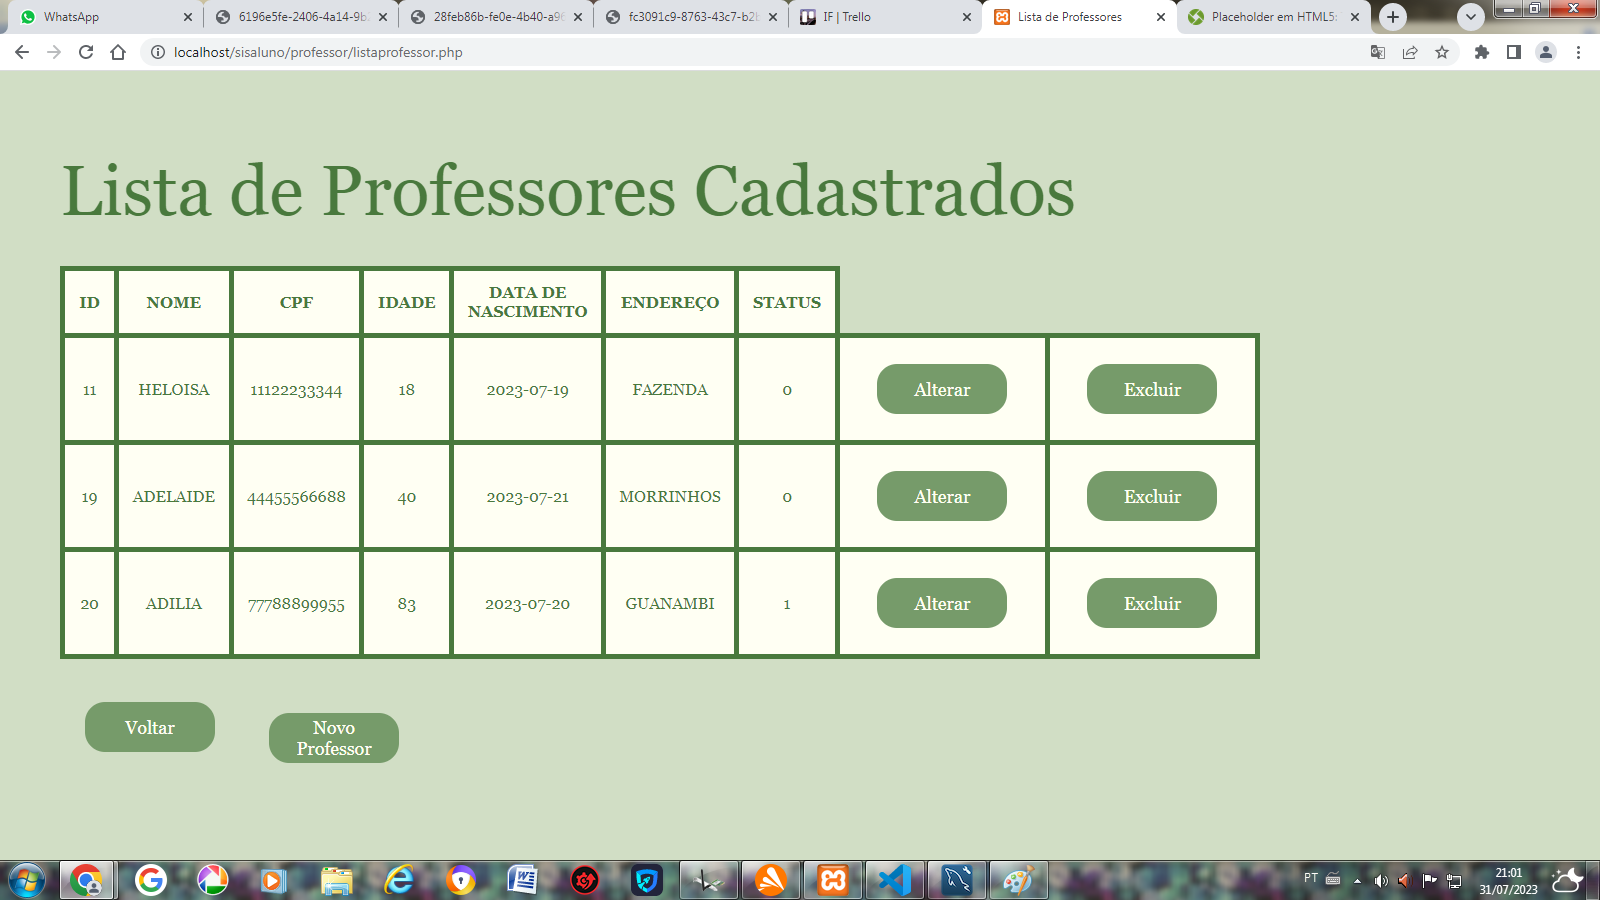 WhatsApp
6196e5fe-2406-4a14-9b
28feb86b-fe0e-4b40-a96
fc3091c9-8763-43c7-b2b
IF | Trello
Lista de Professores
Placeholder em HTML5:
localhost/sisaluno/professor/listaprofessor.php
Lista de Professores Cadastrados
ID NOME CPF IDADE DATA DE NASCIMENTO ENDEREÇO STATUS
11 HELOISA 11122233344 18 2023-07-19 FAZENDA 0 Alterar Excluir
19 ADELAIDE 44455566688 40 2023-07-21 MORRINHOS 0 Alterar Excluir
20 ADILIA 77788899955 83 2023-07-20 GUANAMBI 1 Alterar Excluir
Voltar
Novo
Professor
PT
21:01
31/07/2023